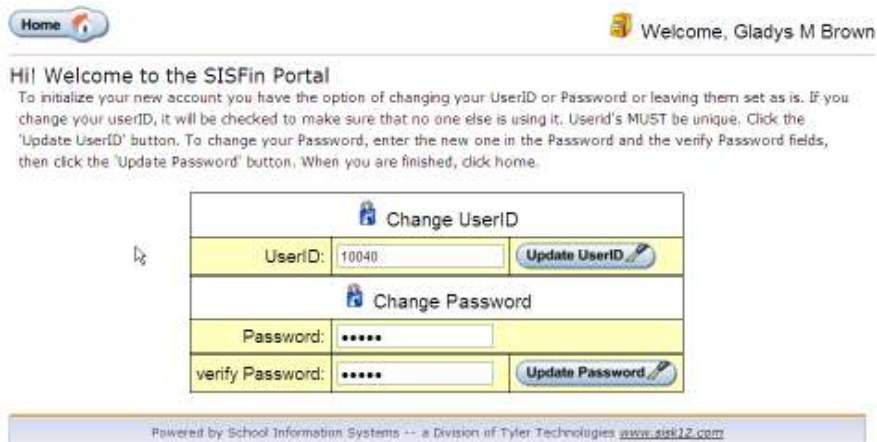 Home
Welcome, Gladys M Brown
Hi! Welcome to the SISFin Portal
To initialize your new account you have the option of changing your UserID or Password or leaving them set as is. If you
change your userID, it will be checked to make sure that no one else is using it. Userid's MUST be unique. Click the
'Update UserID' button. To change your Password, enter the new one in the Password and the verify Password fields,
then click the 'Update Password' button. When you are finished, click home.
Change UserID
UserID: 10040 Update UserID
Change Password
Password: •••••
verify Password: ••••• Update Password
Powered by School Information Systems -- a Division of Tyler Technologies www.sisk12.com